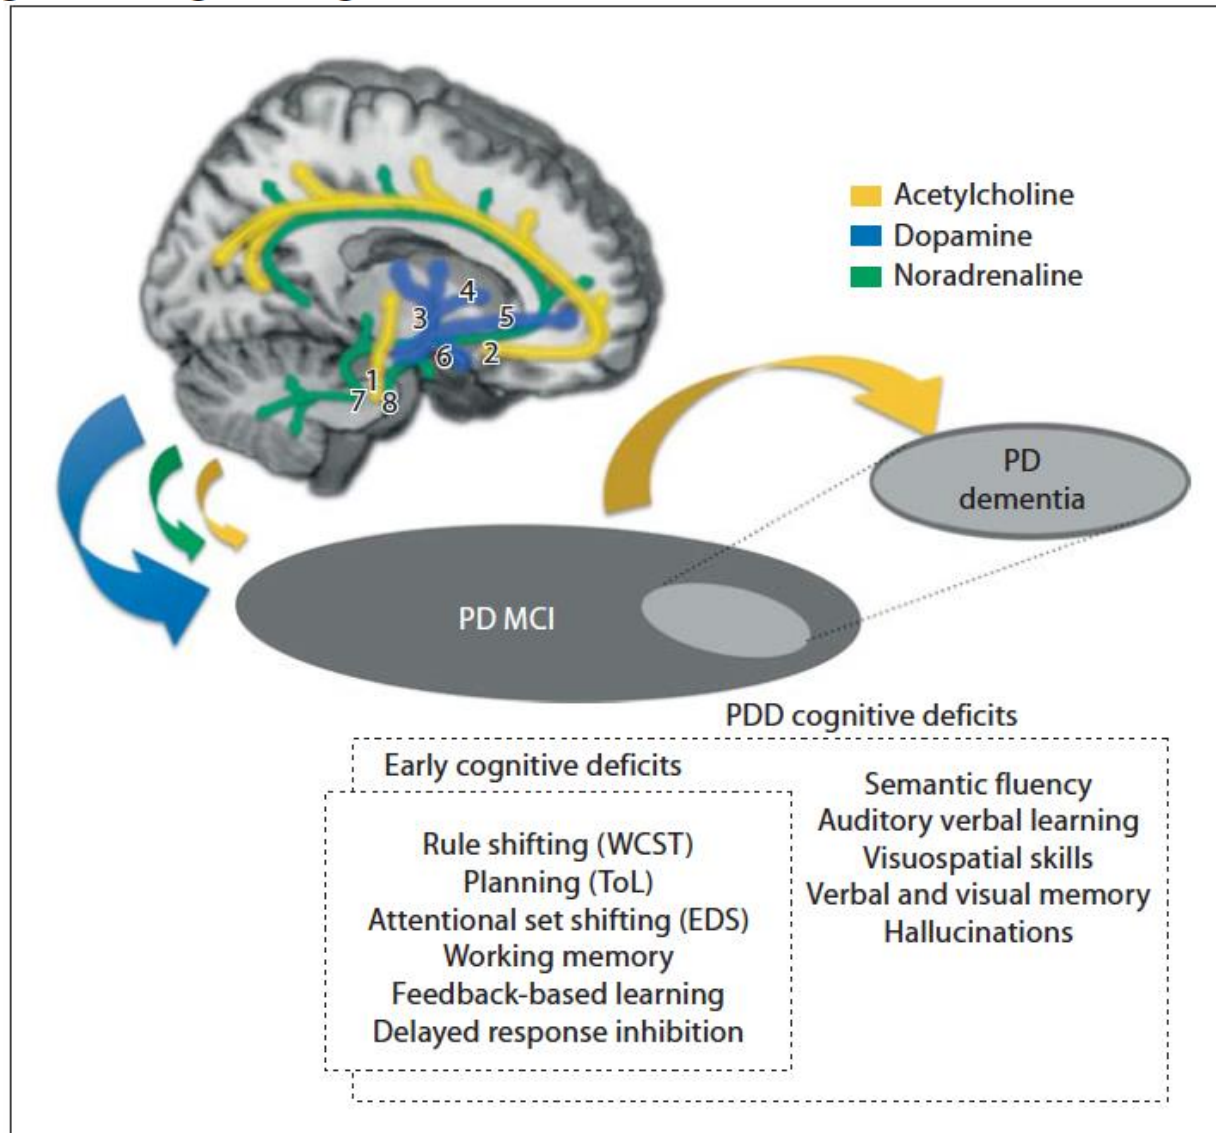 Acetylcholine
Dopamine
Noradrenaline
4
3
5
6
2
1
7
8
PD
dementia
PD MCI
PDD cognitive deficits
Early cognitive deficits
Rule shifting (WCST)
Planning (ToL)
Attentional set shifting (EDS)
Working memory
Feedback-based learning
Delayed response inhibition
Semantic fluency
Auditory verbal learning
Visuospatial skills
Verbal and visual memory
Hallucinations